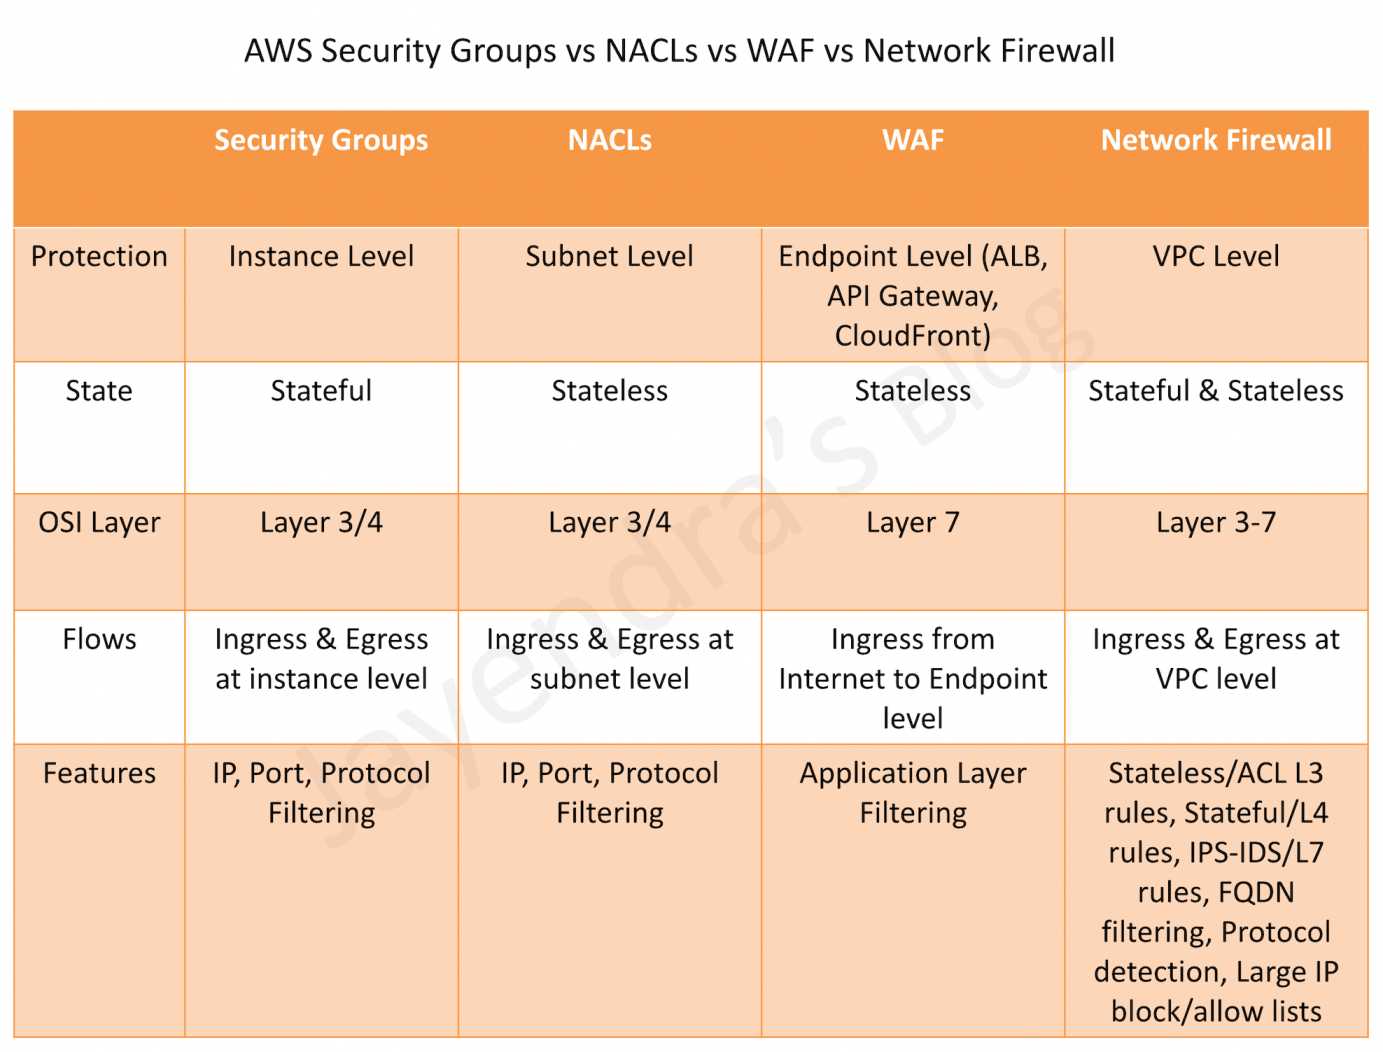 AWS Security Groups vs NACLs vs WAF vs Network Firewall
Security Groups
NACLs
WAF
Network Firewall
Protection
Instance Level
Subnet Level
Endpoint Level (ALB,
API Gateway,
CloudFront)
VPC Level
State
Stateful
Stateless
Stateless
Stateful & Stateless
OSI Layer
Layer 3/4
Layer 3/4
Layer 7
Layer 3-7
Flows
Ingress & Egress
at instance level
Ingress & Egress at
subnet level
Ingress from
Internet to Endpoint
level
Ingress & Egress at
VPC level
Features
IP, Port, Protocol
Filtering
IP, Port, Protocol
Filtering
Application Layer
Filtering
Stateless/ACL L3
rules, Stateful/L4
rules, IPS-IDS/L7
rules, FQDN
filtering, Protocol
detection, Large IP
block/allow lists
Jayendra's Blog